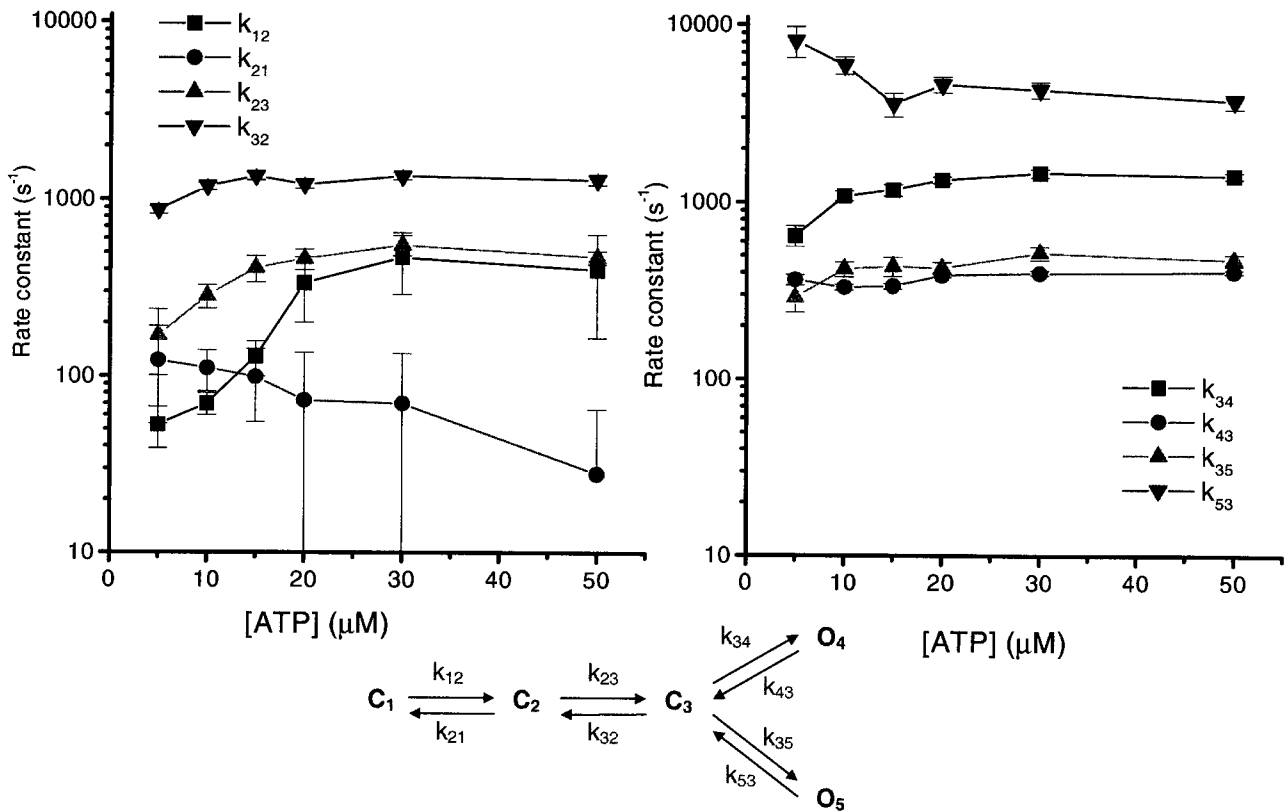 10000
1000
100
10
Rate constant (s⁻¹)
k₁₂
k₂₁
k₂₃
k₃₂
0 10 20 30 40 50
[ATP] (μM)
10000
1000
100
10
Rate constant (s⁻¹)
k₃₄
k₄₃
k₃₅
k₅₃
0 10 20 30 40 50
[ATP] (μM)
k₃₄ O₄
k₁₂ k₂₃ k₄₃
C₁ C₂ C₃
k₂₁ k₃₂ k₃₅
k₅₃
O₅